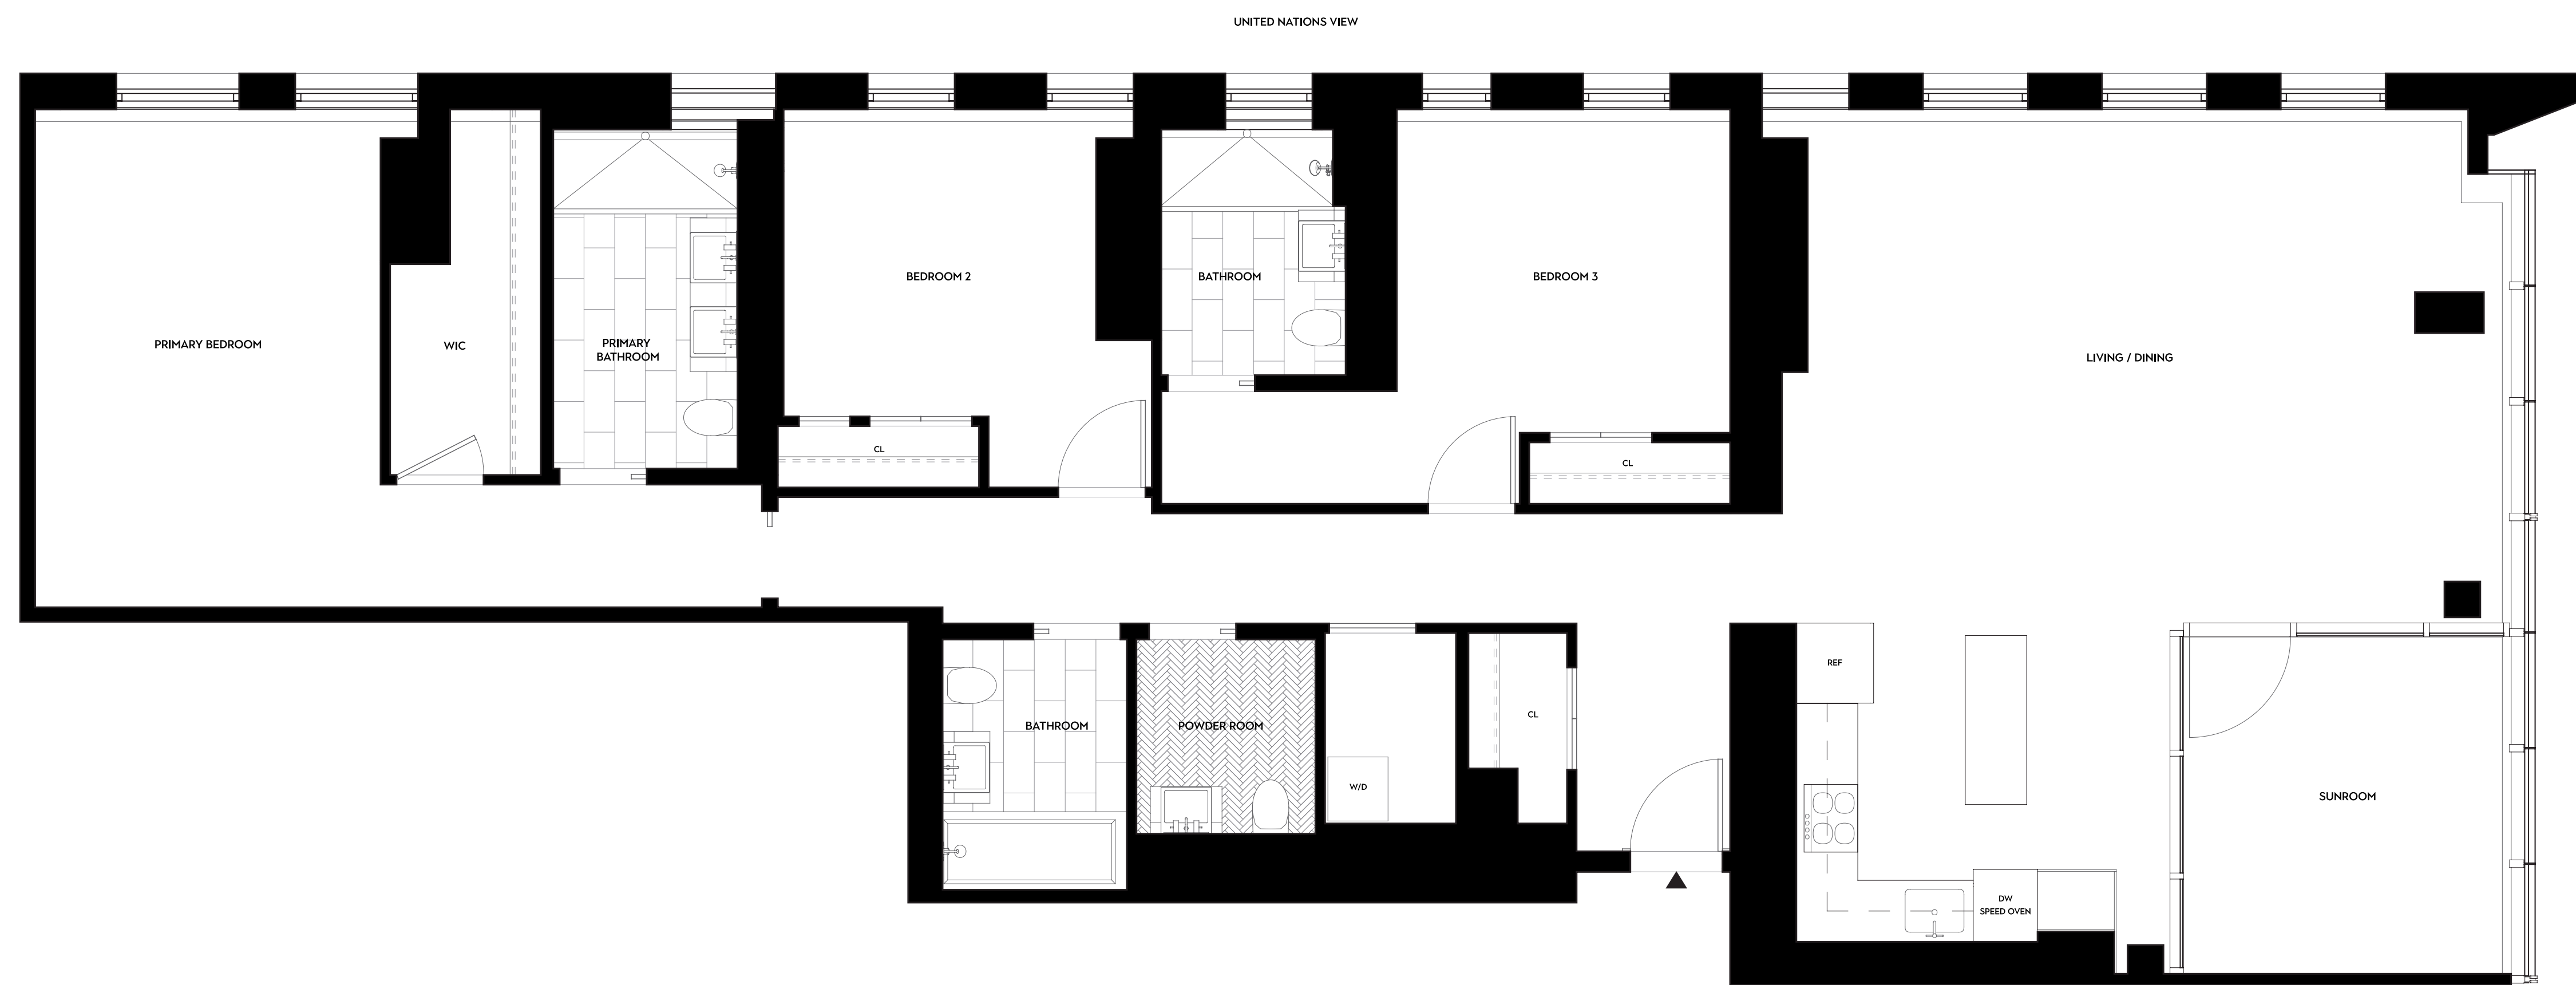 UNITED NATIONS VIEW
PRIMARY BEDROOM
WIC
PRIMARY
BATHROOM
BEDROOM 2
CL
BATHROOM
BEDROOM 3
CL
LIVING / DINING
BATHROOM
POWDER ROOM
W/D
CL
REF
DW
SPEED OVEN
SUNROOM